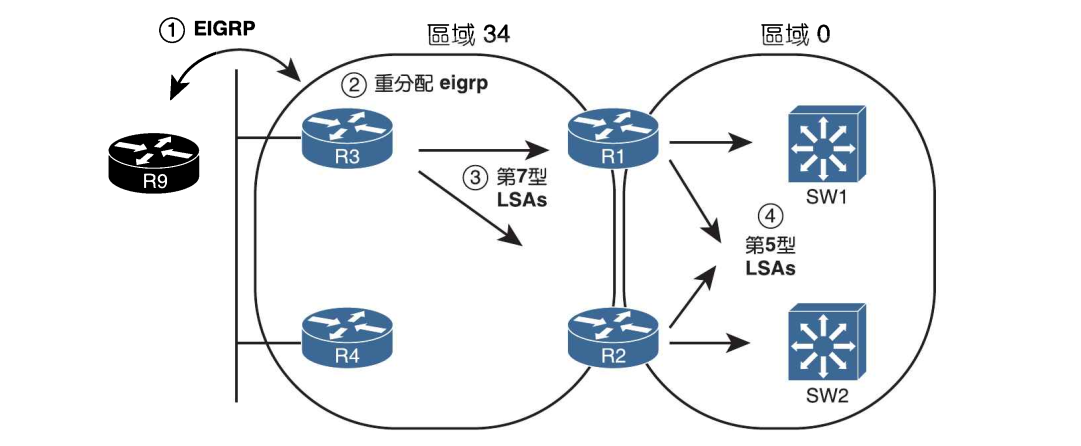 ① EIGRP
區域 34
區域 0
② 重分配 eigrp
R9
R3
R1
③ 第7型
LSAs
SW1
④
第5型
LSAs
R4
R2
SW2